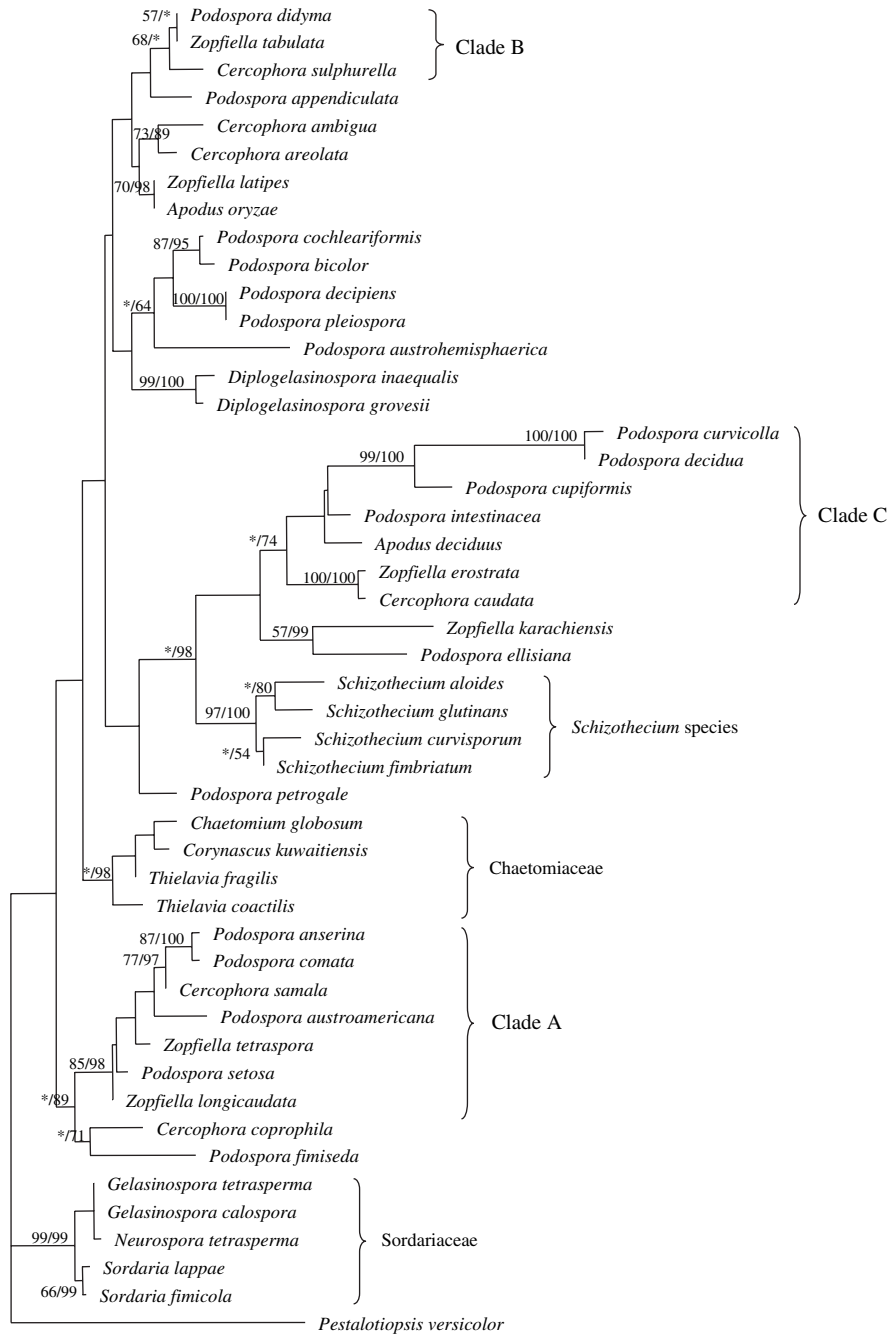 57/*
Podospora didyma
Zopfiella tabulata
68/*
Cercophora sulphurella
Clade B
Podospora appendiculata
Cercophora ambigua
73/89
Cercophora areolata
Zopfiella latipes
70/98
Apodus oryzae
Podospora cochleariformis
87/95
Podospora bicolor
Podospora decipiens
100/100
Podospora pleiospora
*/64
Podospora austrohemisphaerica
Diplogelasinospora inaequalis
99/100
Diplogelasinospora grovesii
Podospora curvicolla
100/100
Podospora decidua
99/100
Podospora cupiformis
Podospora intestinacea
Clade C
*/74
Apodus deciduus
Zopfiella erostrata
100/100
Cercophora caudata
Zopfiella karachiensis
57/99
Podospora ellisiana
*/98
Schizothecium aloides
*/80
Schizothecium glutinans
97/100
Schizothecium species
Schizothecium curvisporum
*/54
Schizothecium fimbriatum
Podospora petrogale
Chaetomium globosum
Corynascus kuwaitiensis
*/98
Thielavia fragilis
Chaetomiaceae
Thielavia coactilis
Podospora anserina
87/100
Podospora comata
77/97
Cercophora samala
Podospora austroamericana
Clade A
Zopfiella tetraspora
85/98
Podospora setosa
*/89
Zopfiella longicaudata
Cercophora coprophila
*/71
Podospora fimiseda
Gelasinospora tetrasperma
Gelasinospora calospora
99/99
Neurospora tetrasperma
Sordariaceae
Sordaria lappae
66/99
Sordaria fimicola
Pestalotiopsis versicolor